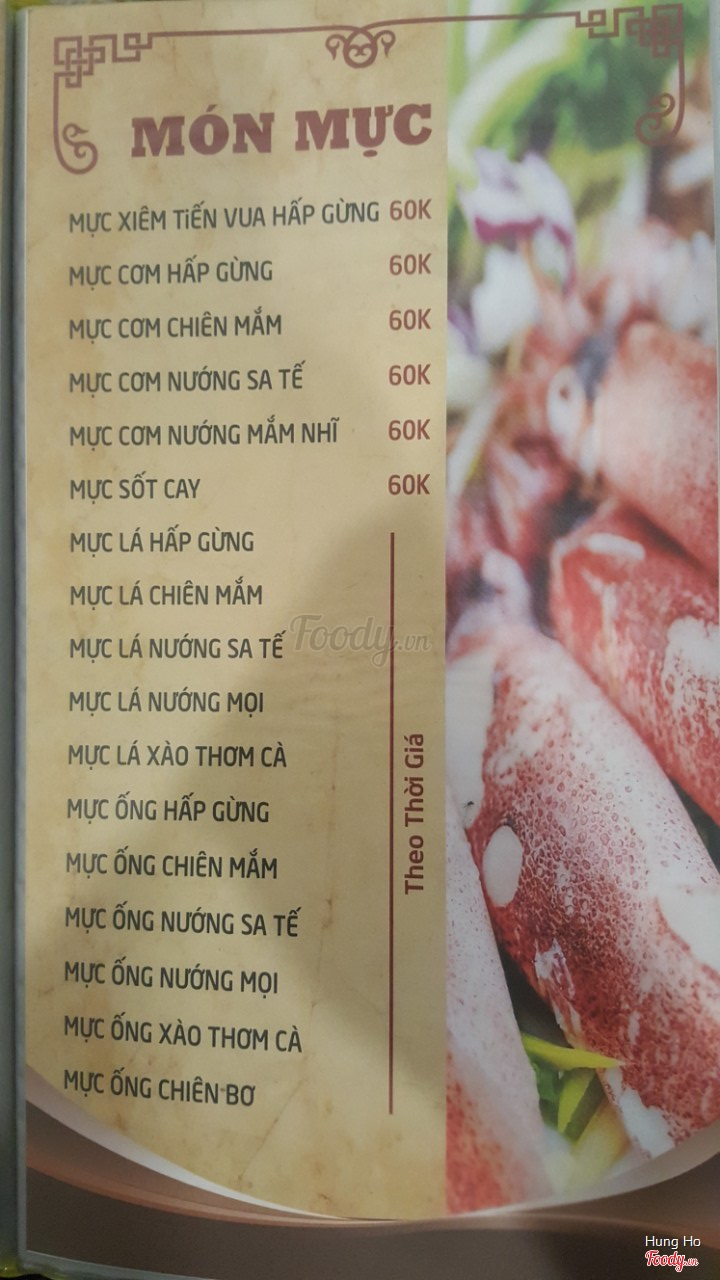 MÓN MỰC
MỰC XIÊM TiẾN VUA HẤP GỪNG 60K
MỰC CƠM HẤP GỪNG 60K
MỰC CƠM CHIÊN MẮM 60K
MỰC CƠM NƯỚNG SA TẾ 60K
MỰC CƠM NƯỚNG MẮM NHĨ 60K
MỰC SỐT CAY 60K
MỰC LÁ HẤP GỪNG
MỰC LÁ CHIÊN MẮM
MỰC LÁ NƯỚNG SA TẾ
MỰC LÁ NƯỚNG MỌI
MỰC LÁ XÀO THƠM CÀ
MỰC ỐNG HẤP GỪNG
MỰC ỐNG CHIÊN MẮM
MỰC ỐNG NƯỚNG SA TẾ
MỰC ỐNG NƯỚNG MỌI
MỰC ỐNG XÀO THƠM CÀ
MỰC ỐNG CHIÊN BƠ
Theo Thời Giá
Foody.vn
Hung Ho
Foody.vn